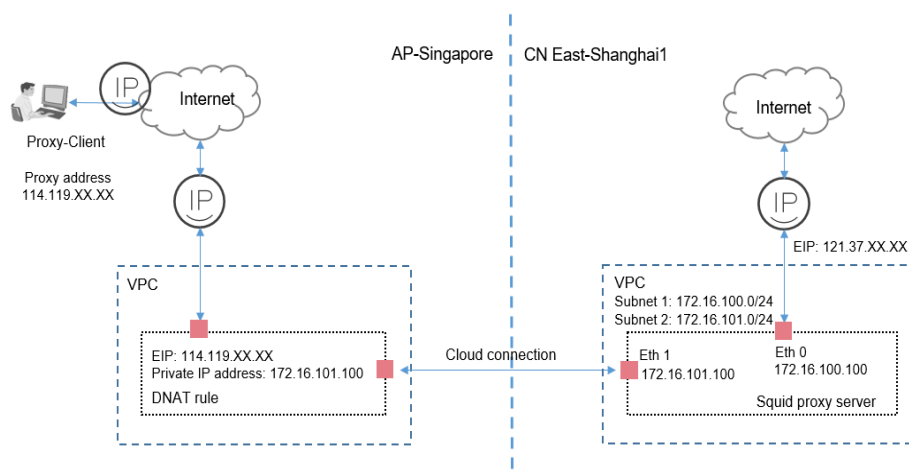 AP-Singapore
CN East-Shanghai1
IP
Internet
Proxy-Client
Proxy address
114.119.XX.XX
IP
VPC
EIP: 114.119.XX.XX
Private IP address: 172.16.101.100
DNAT rule
Cloud connection
Internet
IP
EIP: 121.37.XX.XX
VPC
Subnet 1: 172.16.100.0/24
Subnet 2: 172.16.101.0/24
Eth 1
172.16.101.100
Eth 0
172.16.100.100
Squid proxy server